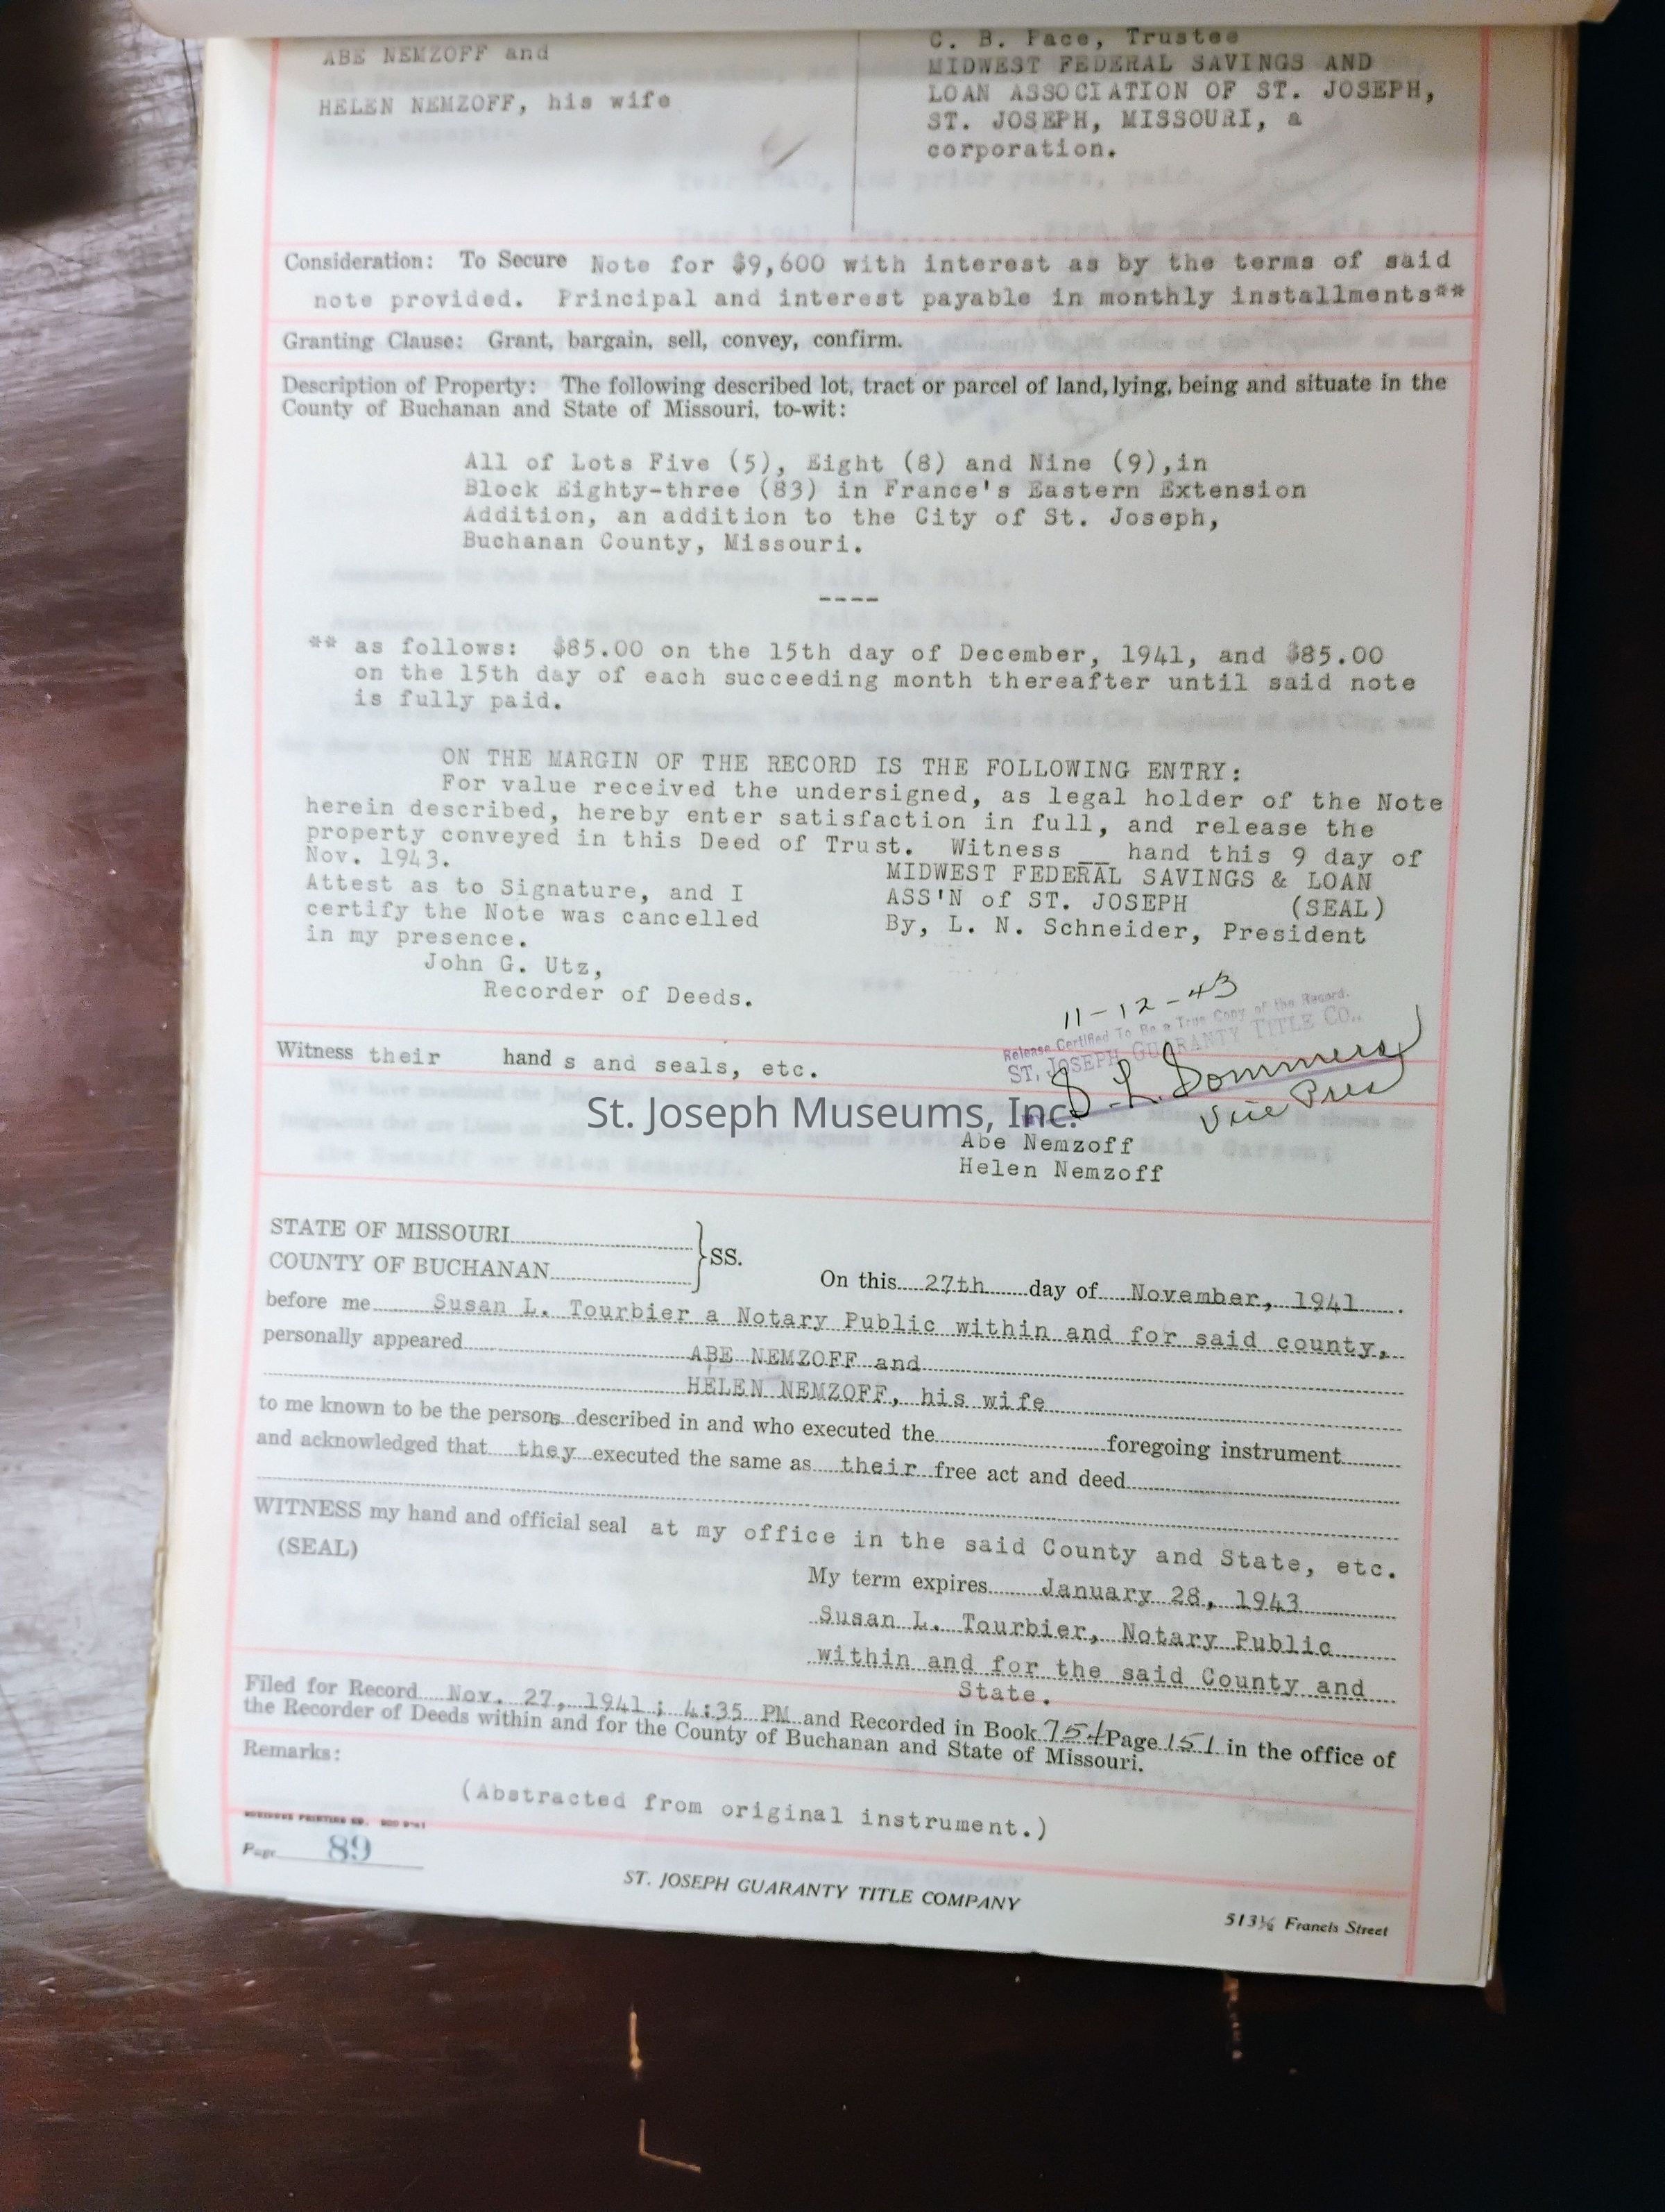 ABE NEMZOFF and
HELEN NEMZOFF, his wife
C. B. Pace, Trustee
MIDWEST FEDERAL SAVINGS AND
LOAN ASSOCIATION OF ST. JOSEPH,
ST. JOSEPH, MISSOURI, a
corporation.
Consideration: To Secure Note for $9,600 with interest as by the terms of said
note provided. Principal and interest payable in monthly installments**
Granting Clause: Grant, bargain, sell, convey, confirm.
Description of Property: The following described lot, tract or parcel of land, lying, being and situate in the
County of Buchanan and State of Missouri, to-wit:
All of Lots Five (5), Eight (8) and Nine (9),in
Block Eighty-three (83) in France's Eastern Extension
Addition, an addition to the City of St. Joseph,
Buchanan County, Missouri.
----
** as follows: $85.00 on the 15th day of December, 1941, and $85.00
on the 15th day of each succeeding month thereafter until said note
is fully paid.
ON THE MARGIN OF THE RECORD IS THE FOLLOWING ENTRY:
For value received the undersigned, as legal holder of the Note
herein described, hereby enter satisfaction in full, and release the
property conveyed in this Deed of Trust. Witness __ hand this 9 day of
Nov. 1943.
MIDWEST FEDERAL SAVINGS & LOAN
ASS'N of ST. JOSEPH (SEAL)
By, L. N. Schneider, President
Attest as to Signature, and I
certify the Note was cancelled
in my presence.
John G. Utz,
Recorder of Deeds.
11-12-43
Release Certified To Be a True Copy of the Record.
ST. JOSEPH GUARANTY TITLE CO.,
S. L. Sommers
Vice Pres
Witness their hand s and seals, etc.
St. Joseph Museums, Inc.
Abe Nemzoff
Helen Nemzoff
STATE OF MISSOURI
COUNTY OF BUCHANAN
SS.
On this 27th day of November, 1941.
before me Susan L. Tourbier a Notary Public within and for said county,
personally appeared ABE NEMZOFF and
HELEN NEMZOFF, his wife
to me known to be the persons described in and who executed the foregoing instrument
and acknowledged that they executed the same as their free act and deed
WITNESS my hand and official seal at my office in the said County and State, etc.
(SEAL)
My term expires January 28, 1943
Susan L. Tourbier, Notary Public
within and for the said County and
State.
Filed for Record Nov. 27, 1941; 4:35 PM and Recorded in Book 754 Page 151 in the office of
the Recorder of Deeds within and for the County of Buchanan and State of Missouri.
Remarks:
(Abstracted from original instrument.)
PRINTING CO.
Page 89
ST. JOSEPH GUARANTY TITLE COMPANY
513½ Francis Street